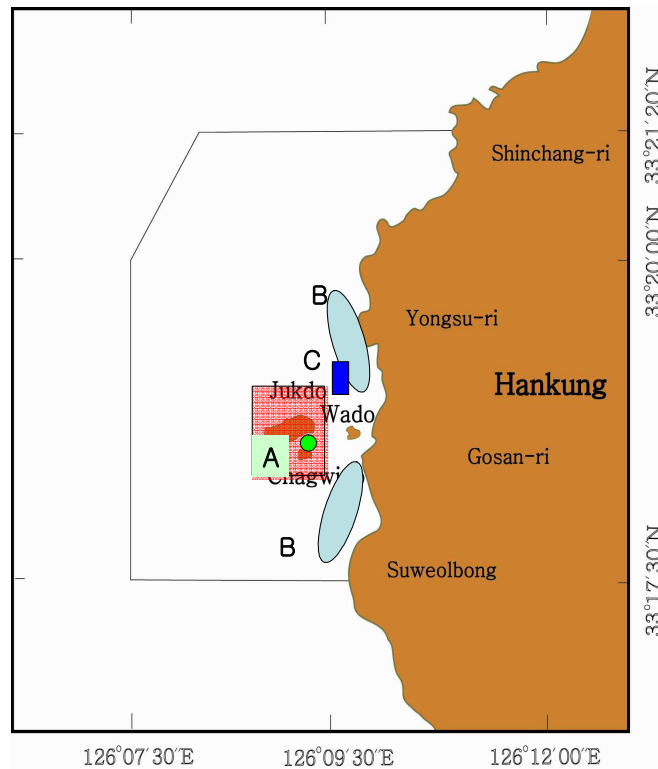 33°21′20″N
Shinchang-ri
33°20′00″N
B
Yongsu-ri
C
Jukdo
Hankung
Wado
A
Gosan-ri
B
Suweolbong
33°17′30″N
126°07′30″E
126°09′30″E
126°12′00″E